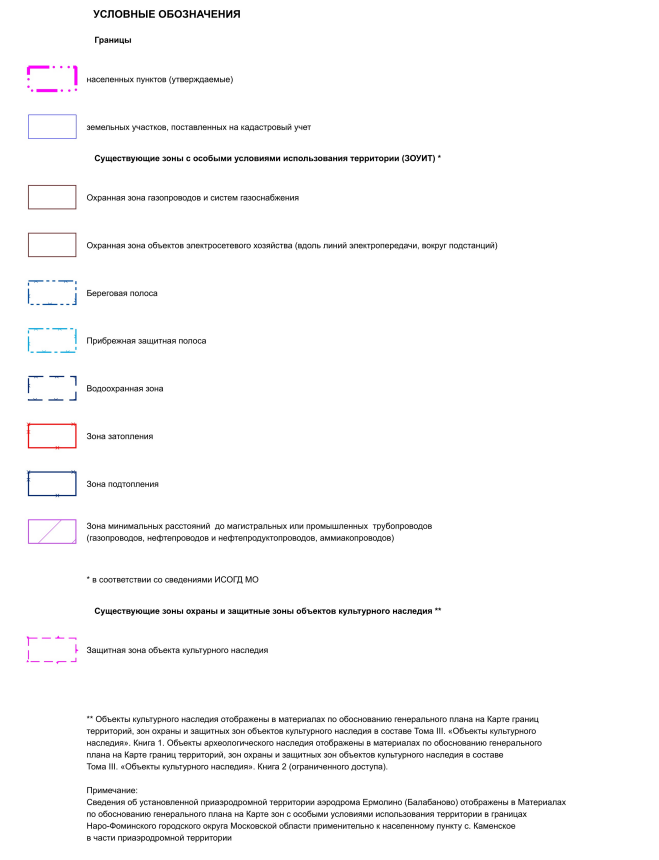 УСЛОВНЫЕ ОБОЗНАЧЕНИЯ
Границы
населенных пунктов (утверждаемые)
земельных участков, поставленных на кадастровый учет
Существующие зоны с особыми условиями использования территории (ЗОУИТ) *
Охранная зона газопроводов и систем газоснабжения
Охранная зона объектов электросетевого хозяйства (вдоль линий электропередачи, вокруг подстанций)
Береговая полоса
Прибрежная защитная полоса
Водоохранная зона
Зона затопления
Зона подтопления
Зона минимальных расстояний до магистральных или промышленных трубопроводов
(газопроводов, нефтепроводов и нефтепродуктопроводов, аммиакопроводов)
* в соответствии со сведениями ИСОГД МО
Существующие зоны охраны и защитные зоны объектов культурного наследия **
Защитная зона объекта культурного наследия
** Объекты культурного наследия отображены в материалах по обоснованию генерального плана на Карте границ
территорий, зон охраны и защитных зон объектов культурного наследия в составе Тома III. «Объекты культурного
наследия». Книга 1. Объекты археологического наследия отображены в материалах по обоснованию генерального
плана на Карте границ территорий, зон охраны и защитных зон объектов культурного наследия в составе
Тома III. «Объекты культурного наследия». Книга 2 (ограниченного доступа).
Примечание:
Сведения об установленной приаэродромной территории аэродрома Ермолино (Балабаново) отображены в Материалах
по обоснованию генерального плана на Карте зон с особыми условиями использования территории в границах
Наро-Фоминского городского округа Московской области применительно к населенному пункту с. Каменское
в части приаэродромной территории